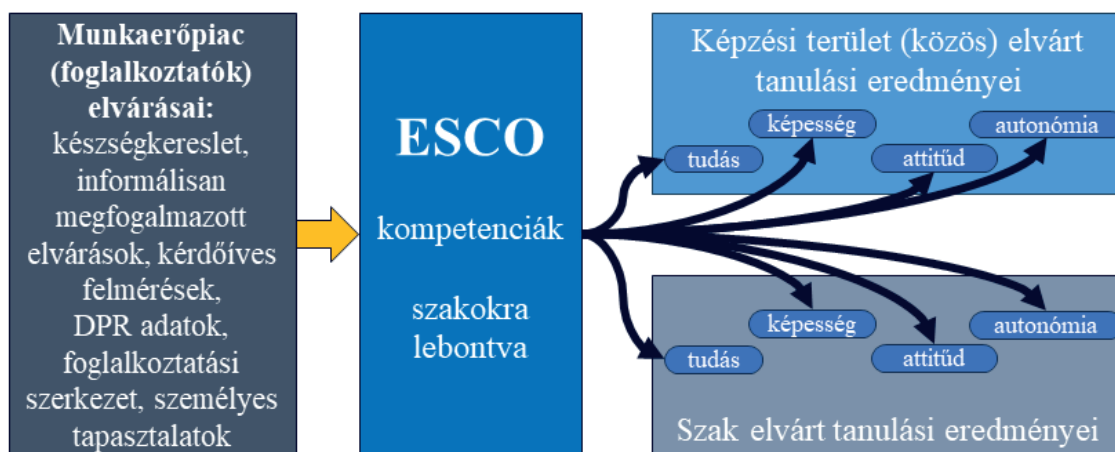 Munkaerőpiac
(foglalkoztatók)
elvárásai:
készségkereslet,
informálisan
megfogalmazott
elvárások, kérdőíves
felmérések,
DPR adatok,
foglalkoztatási
szerkezet, személyes
tapasztalatok
ESCO
kompetenciák
szakokra
lebontva
Képzési terület (közös) elvárt
tanulási eredményei
képesség
autonómia
tudás
attitűd
képesség
autonómia
tudás
attitűd
Szak elvárt tanulási eredményei